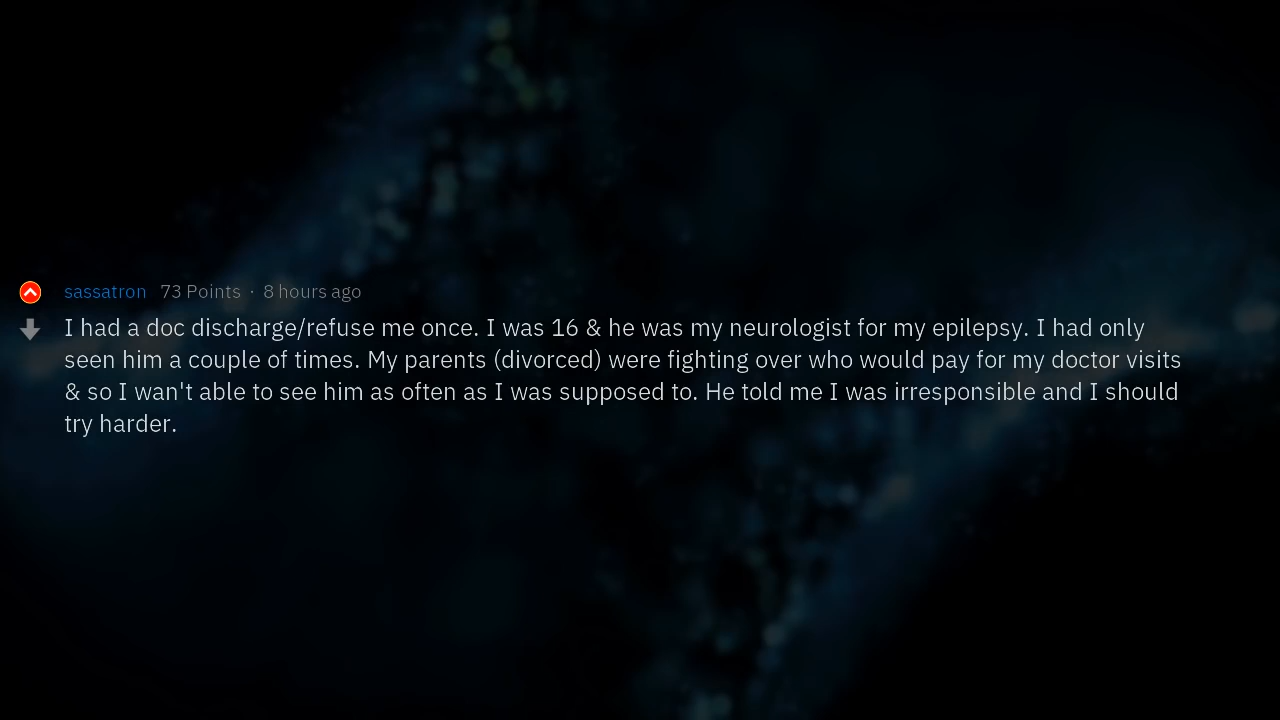 sassatron 73 Points · 8 hours ago
I had a doc discharge/refuse me once. I was 16 & he was my neurologist for my epilepsy. I had only
seen him a couple of times. My parents (divorced) were fighting over who would pay for my doctor visits
& so I wan't able to see him as often as I was supposed to. He told me I was irresponsible and I should
try harder.